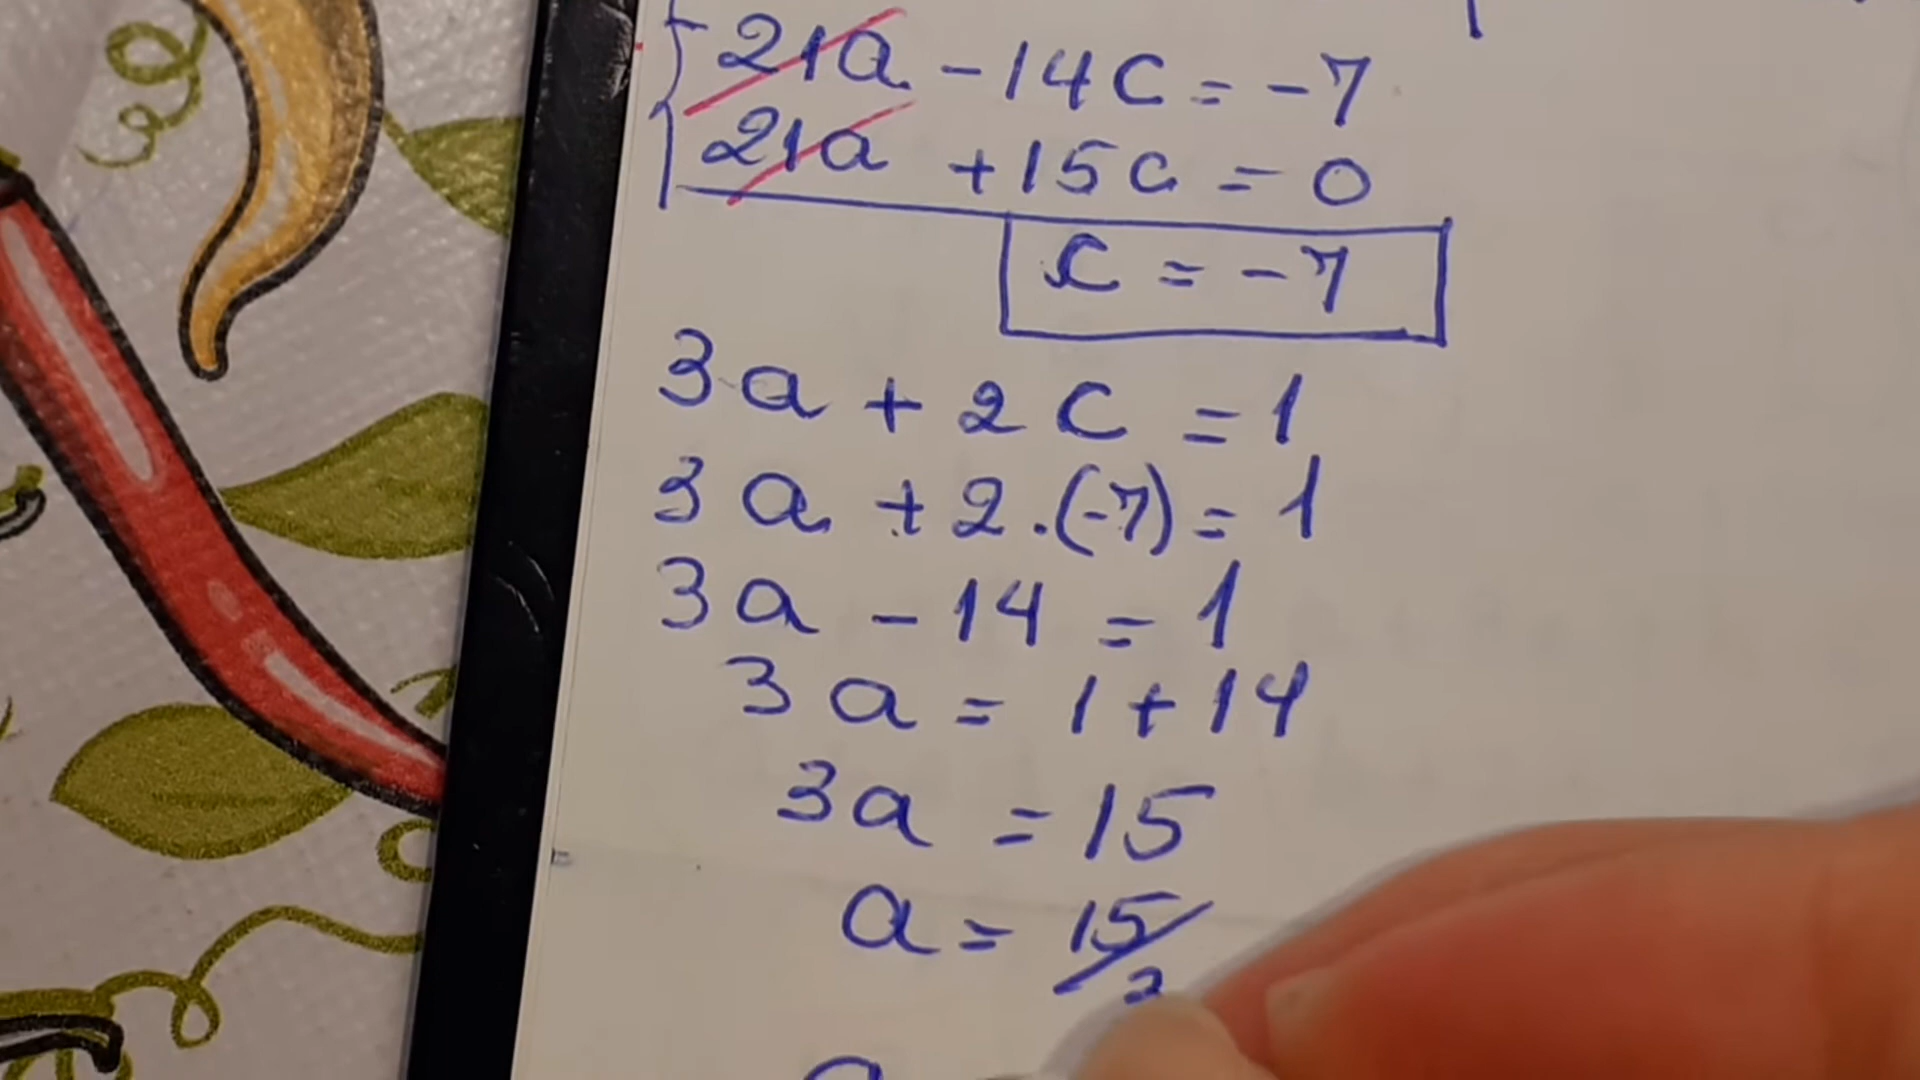 -21a - 14c = -7
21a + 15c = 0
c = -7
3a + 2c = 1
3a + 2.(-7) = 1
3a - 14 = 1
3a = 1 + 14
3a = 15
a = 15/3